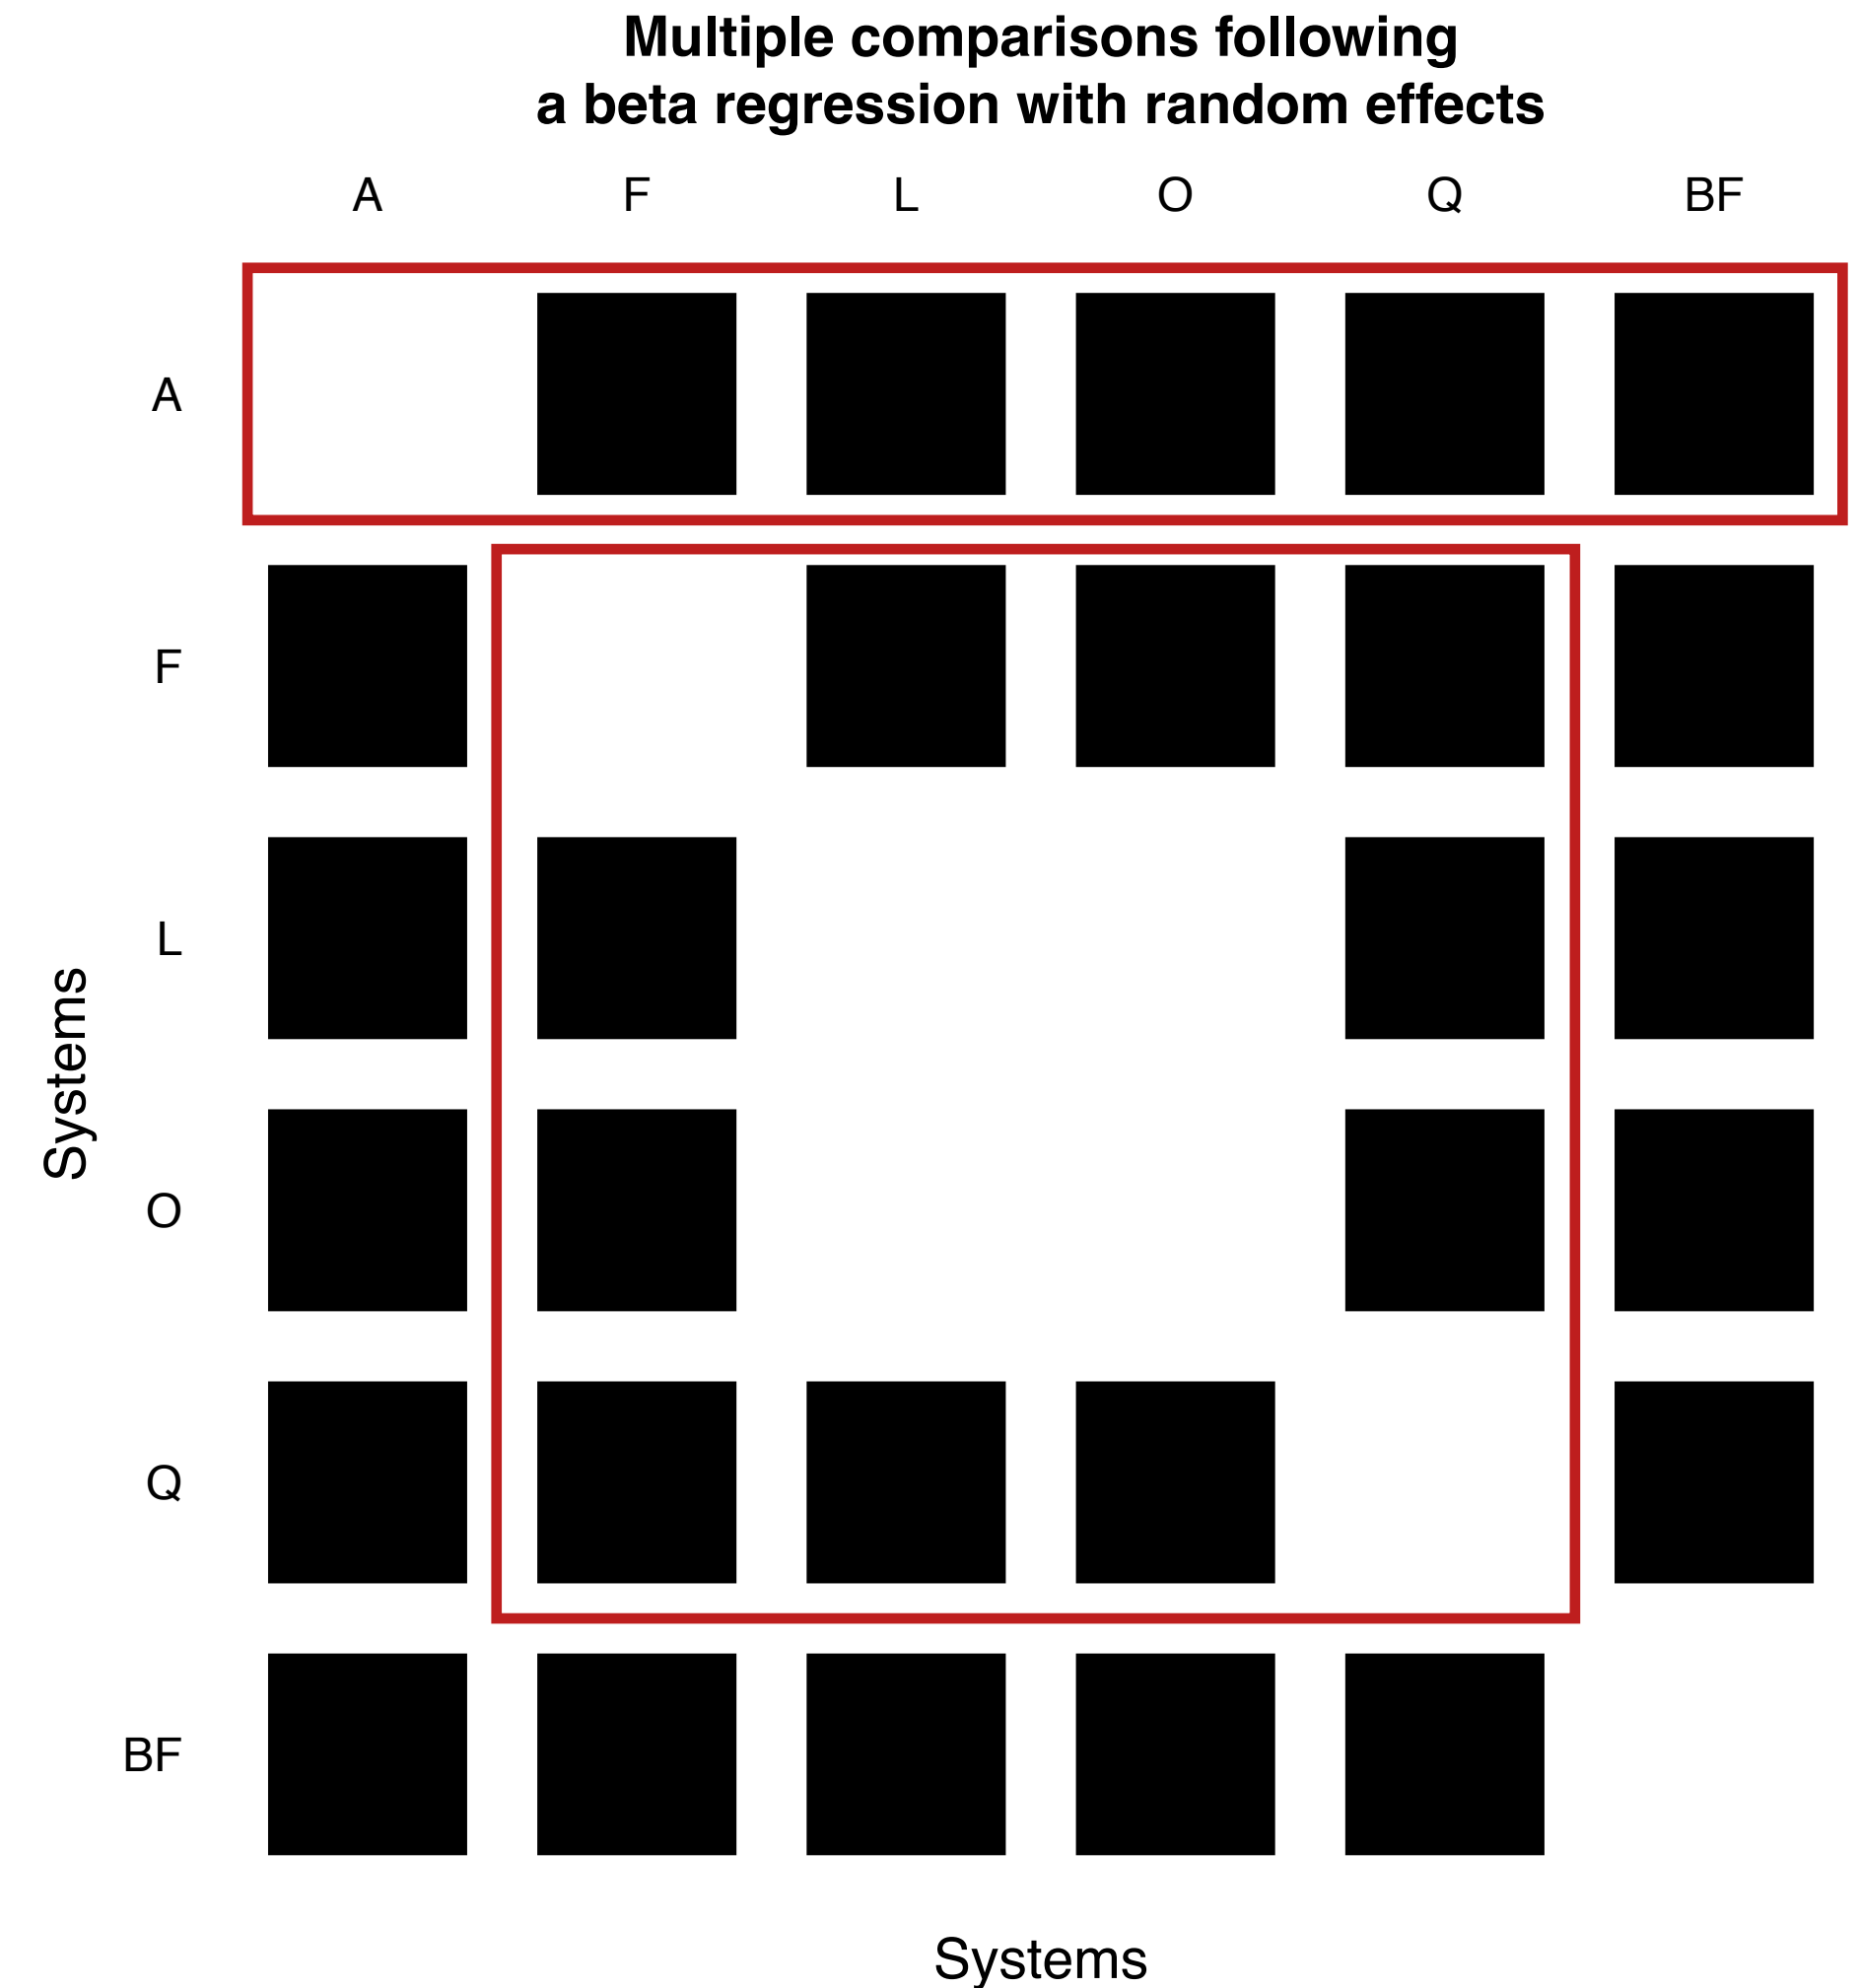 Multiple comparisons following
a beta regression with random effects
A F L O Q BF
A
F
L
O
Q
BF
Systems
Systems